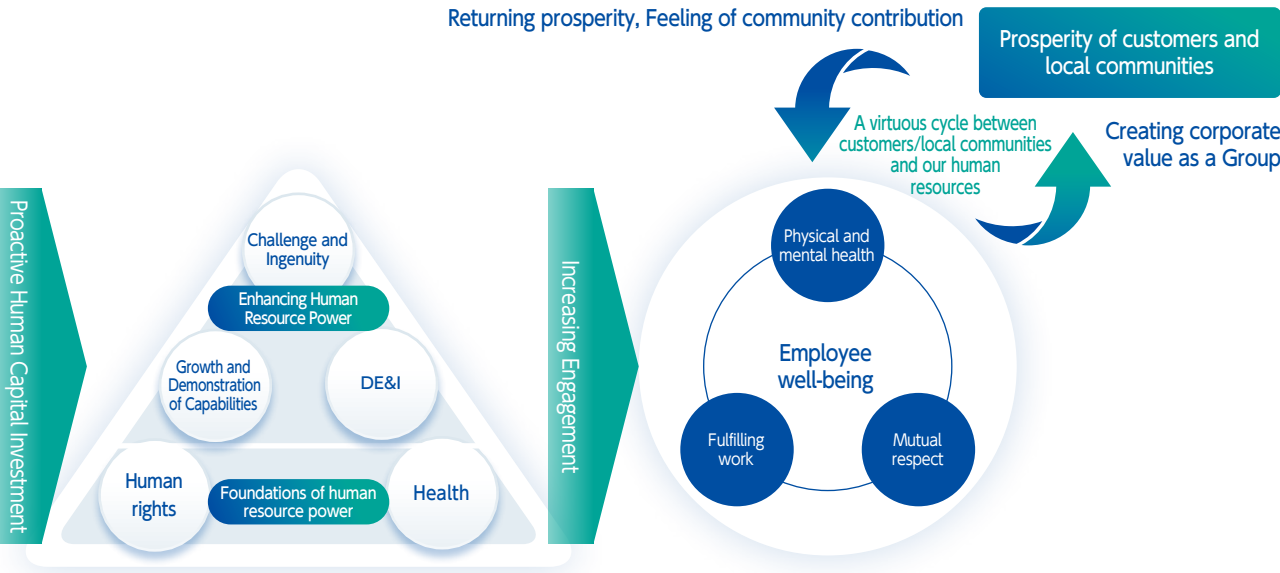 Returning prosperity, Feeling of community contribution
Prosperity of customers and
local communities
A virtuous cycle between
customers/local communities
and our human
resources
Creating corporate
value as a Group
Proactive Human Capital Investment
Challenge and
Ingenuity
Enhancing Human
Resource Power
Growth and
Demonstration
of Capabilities
DE&I
Human
rights
Foundations of human
resource power
Health
Increasing Engagement
Physical and
mental health
Employee
well-being
Fulfilling
work
Mutual
respect